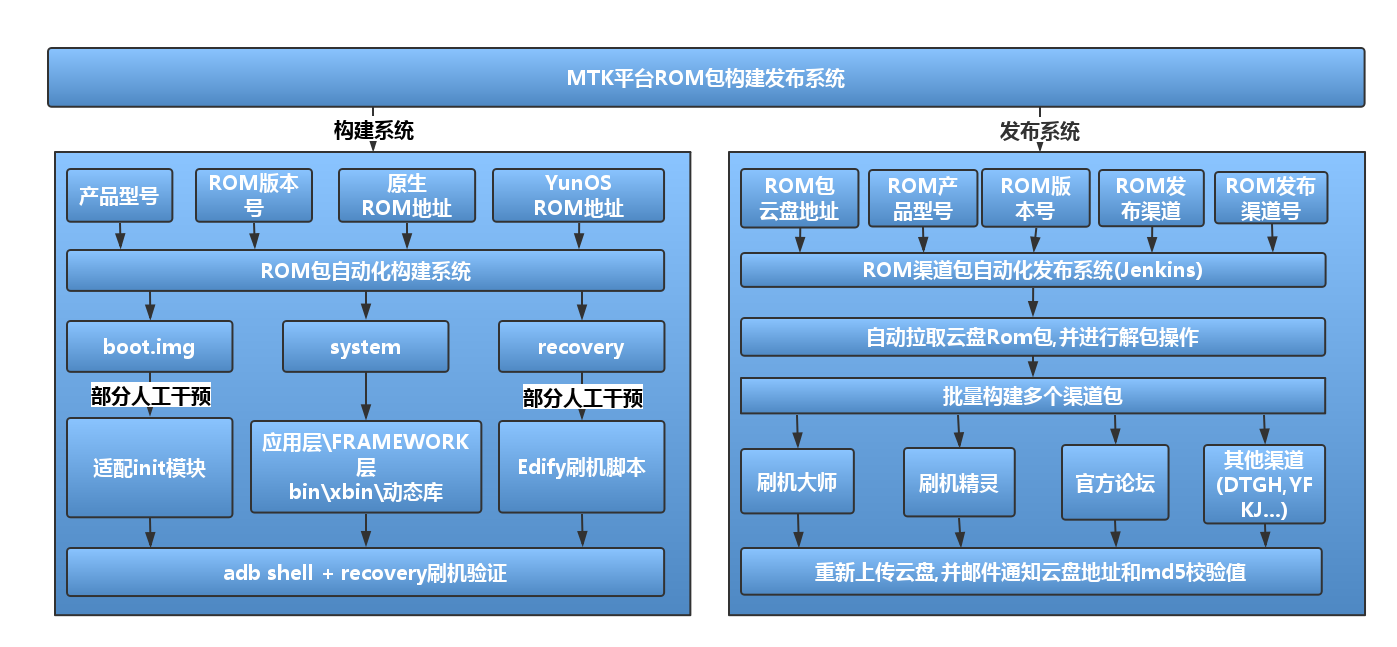 MTK平台ROM包构建发布系统
构建系统
发布系统
产品型号
ROM版本
号
原生
ROM地址
YunOS
ROM地址
ROM包自动化构建系统
boot.img
system
recovery
部分人工干预
部分人工干预
适配init模块
应用层\FRAMEWORK
层
bin\xbin\动态库
Edify刷机脚本
adb shell + recovery刷机验证
ROM包
云盘地址
ROM产
品型号
ROM版
本号
ROM发
布渠道
ROM发布
渠道号
ROM渠道包自动化发布系统(Jenkins)
自动拉取云盘Rom包,并进行解包操作
批量构建多个渠道包
刷机大师
刷机精灵
官方论坛
其他渠道
(DTGH,YF
KJ...)
重新上传云盘,并邮件通知云盘地址和md5校验值